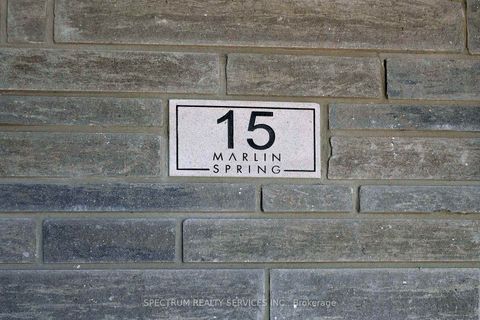 15
MARLIN
SPRING
SPECTRUM REALTY SERVICES INC., Brokerage